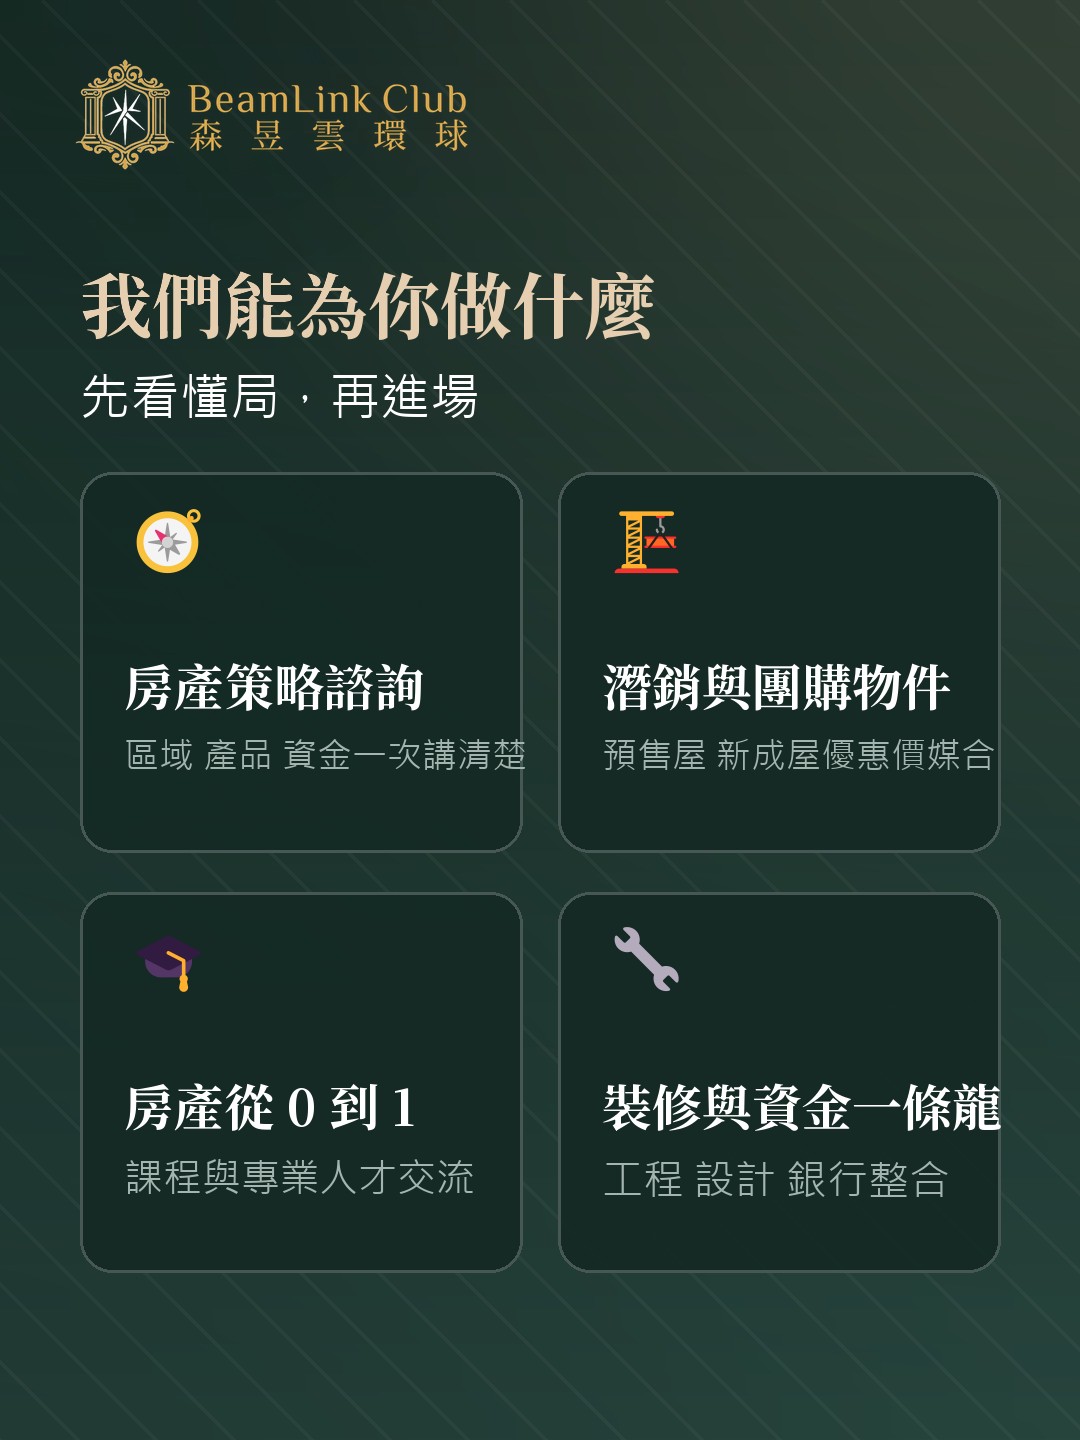 BeamLink Club
森昱雲環球
我們能為你做什麼
先看懂局，再進場
房產策略諮詢
區域 產品 資金一次講清楚
潛銷與團購物件
預售屋 新成屋優惠價媒合
房產從 0 到 1
課程與專業人才交流
裝修與資金一條龍
工程 設計 銀行整合